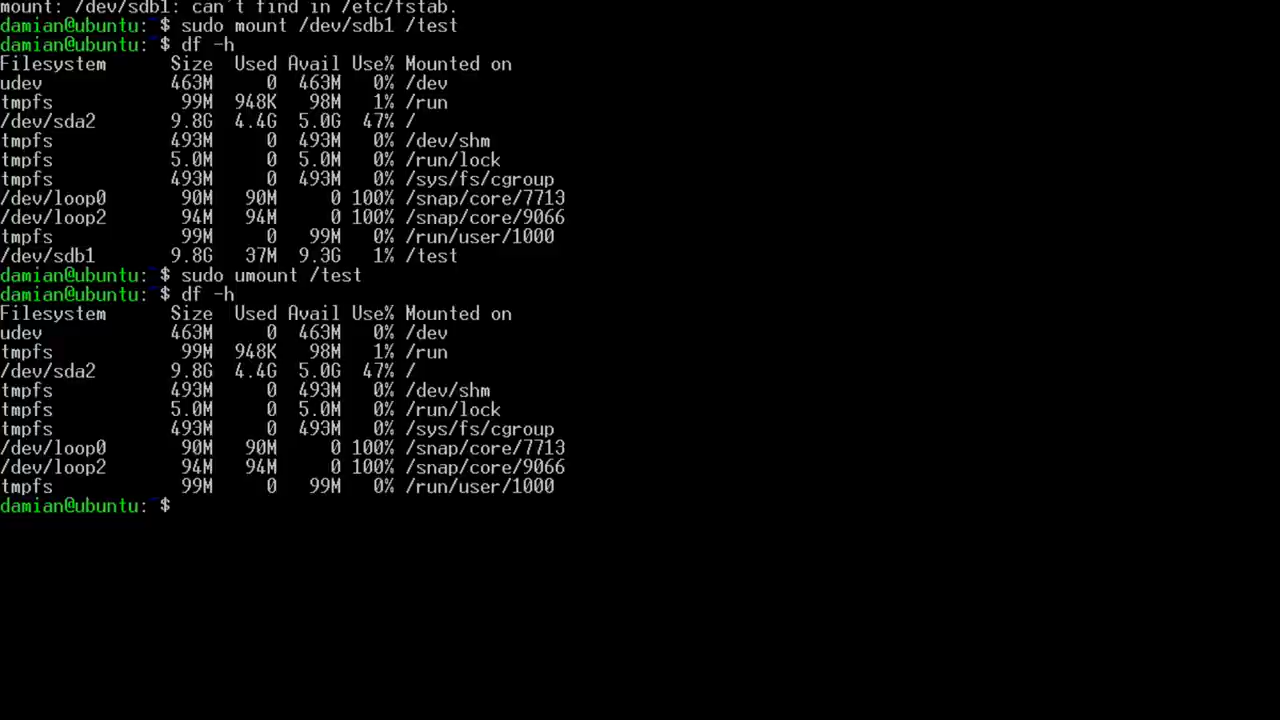 mount: /dev/sdb1: can't find in /etc/fstab.
damian@ubuntu:~$ sudo mount /dev/sdb1 /test
damian@ubuntu:~$ df -h
Filesystem      Size  Used Avail Use% Mounted on
udev            463M     0  463M   0% /dev
tmpfs            99M  948K   98M   1% /run
/dev/sda2       9.8G  4.4G  5.0G  47% /
tmpfs           493M     0  493M   0% /dev/shm
tmpfs           5.0M     0  5.0M   0% /run/lock
tmpfs           493M     0  493M   0% /sys/fs/cgroup
/dev/loop0       90M   90M     0 100% /snap/core/7713
/dev/loop2       94M   94M     0 100% /snap/core/9066
tmpfs            99M     0   99M   0% /run/user/1000
/dev/sdb1       9.8G   37M  9.3G   1% /test
damian@ubuntu:~$ sudo umount /test
damian@ubuntu:~$ df -h
Filesystem      Size  Used Avail Use% Mounted on
udev            463M     0  463M   0% /dev
tmpfs            99M  948K   98M   1% /run
/dev/sda2       9.8G  4.4G  5.0G  47% /
tmpfs           493M     0  493M   0% /dev/shm
tmpfs           5.0M     0  5.0M   0% /run/lock
tmpfs           493M     0  493M   0% /sys/fs/cgroup
/dev/loop0       90M   90M     0 100% /snap/core/7713
/dev/loop2       94M   94M     0 100% /snap/core/9066
tmpfs            99M     0   99M   0% /run/user/1000
damian@ubuntu:~$